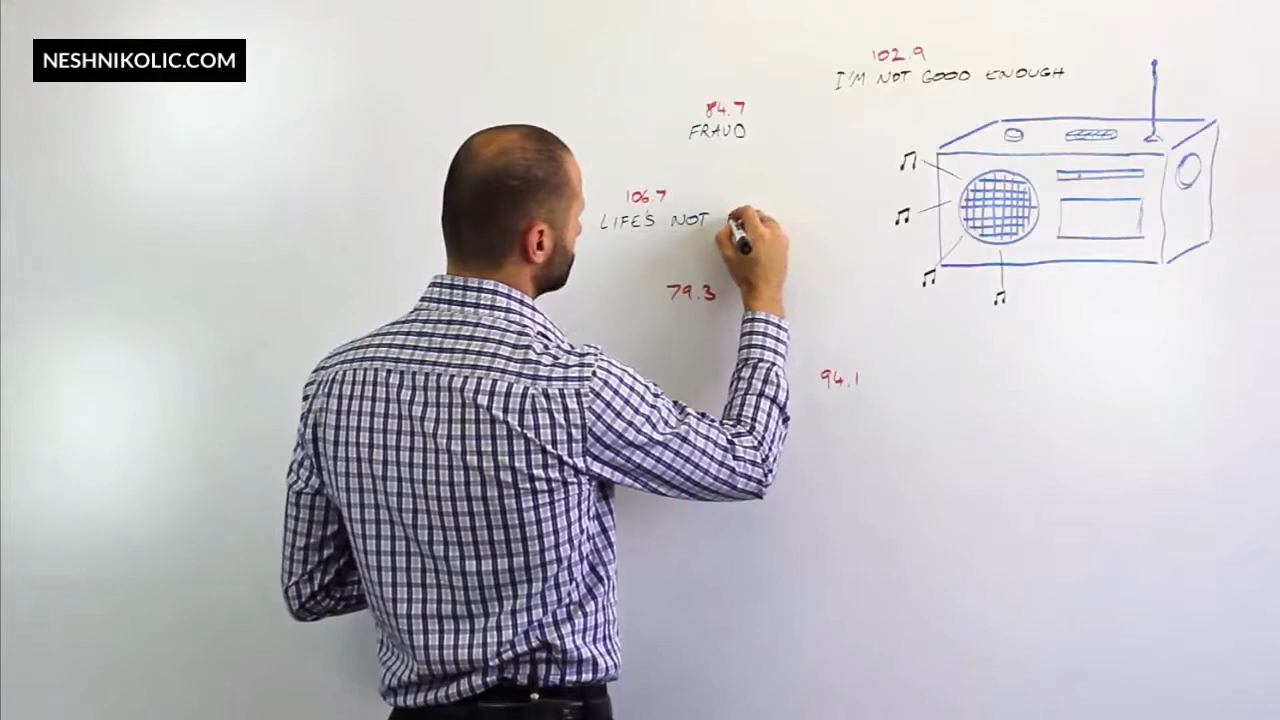 NESHNIKOLIC.COM
102.9
I'M NOT GOOD ENOUGH
84.7
FRAUD
106.7
LIFE'S NOT
79.3
94.1